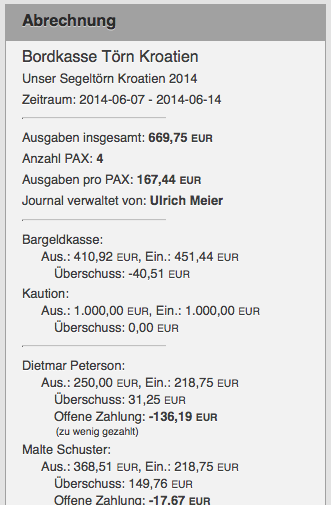 Abrechnung
Bordkasse Törn Kroatien
Unser Segeltörn Kroatien 2014
Zeitraum: 2014-06-07 - 2014-06-14
Ausgaben insgesamt: 669,75 EUR
Anzahl PAX: 4
Ausgaben pro PAX: 167,44 EUR
Journal verwaltet von: Ulrich Meier
Bargeldkasse:
Aus.: 410,92 EUR, Ein.: 451,44 EUR
Überschuss: -40,51 EUR
Kaution:
Aus.: 1.000,00 EUR, Ein.: 1.000,00 EUR
Überschuss: 0,00 EUR
Dietmar Peterson:
Aus.: 250,00 EUR, Ein.: 218,75 EUR
Überschuss: 31,25 EUR
Offene Zahlung: -136,19 EUR
(zu wenig gezahlt)
Malte Schuster:
Aus.: 368,51 EUR, Ein.: 218,75 EUR
Überschuss: 149,76 EUR
Offene Zahlung: -17,67 EUR